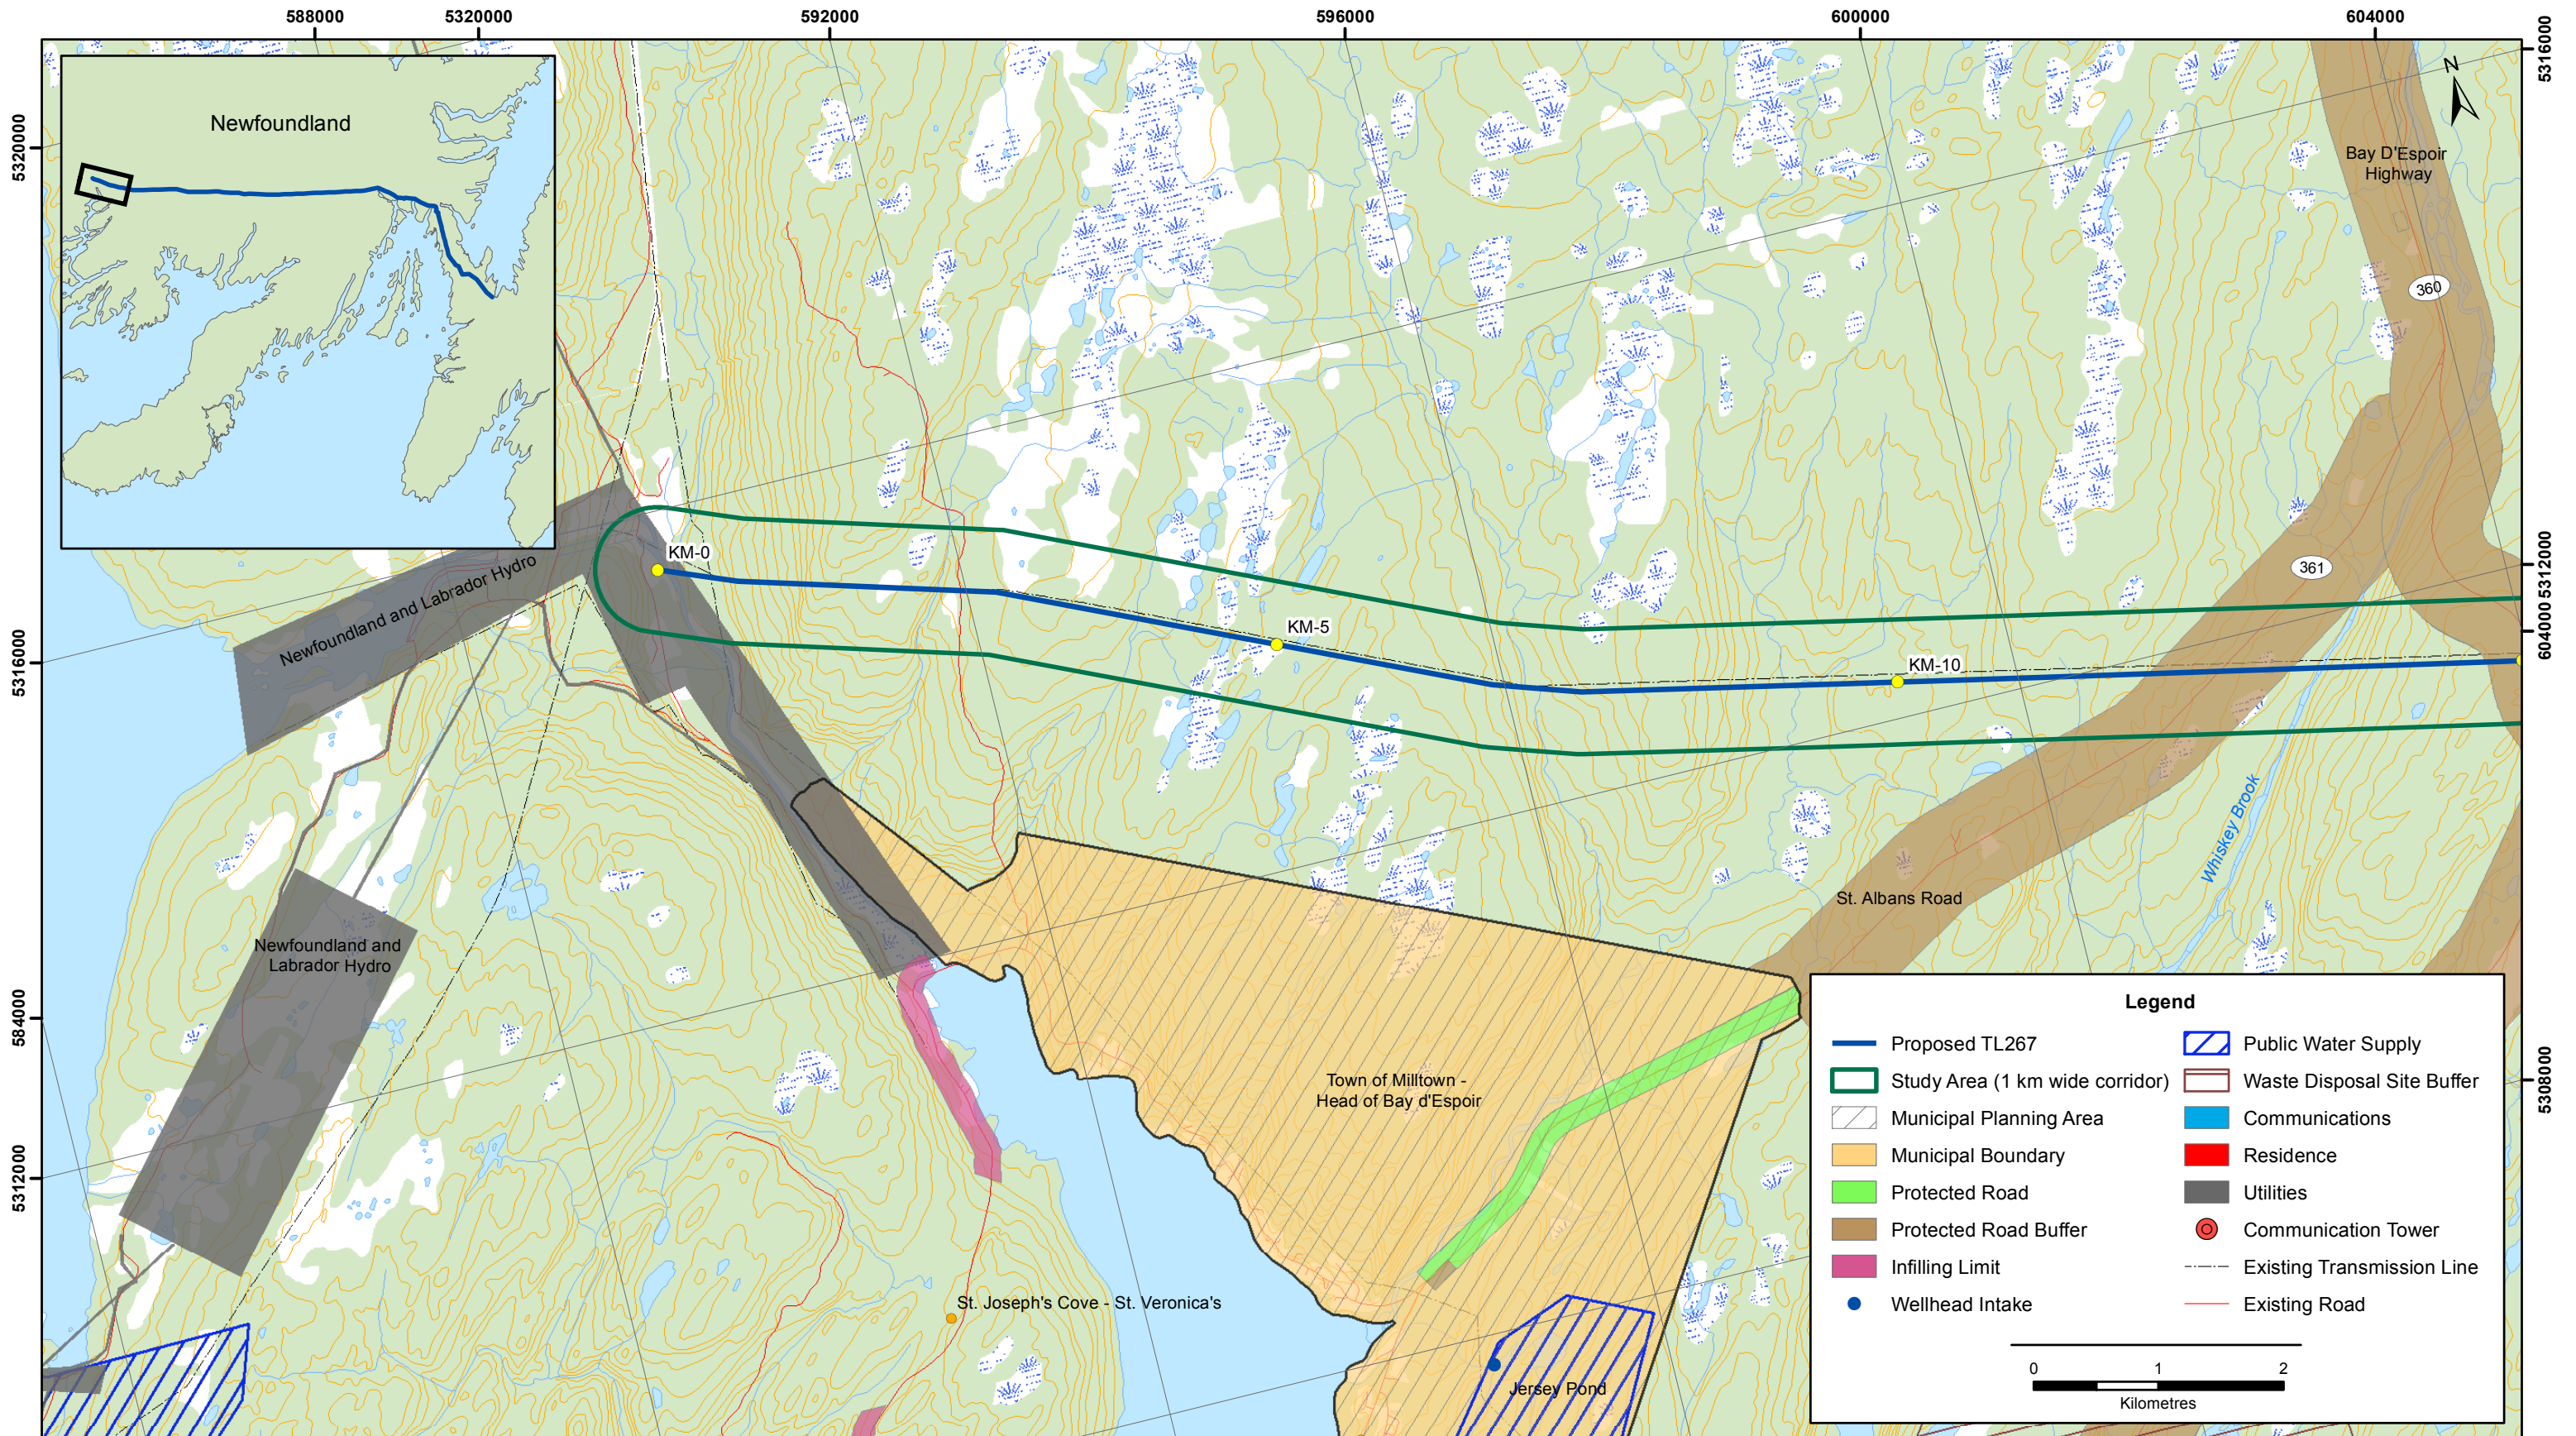 588000
5320000
592000
596000
600000
604000
5316000
5320000
5316000
584000
5312000
5312000
604000
5308000
N
Newfoundland
Bay D'Espoir
Highway
360
361
KM-0
KM-5
KM-10
Newfoundland and Labrador Hydro
Newfoundland and
Labrador Hydro
St. Albans Road
Whiskey Brook
Town of Milltown -
Head of Bay d'Espoir
St. Joseph's Cove - St. Veronica's
Jersey Pond
Legend
Proposed TL267
Study Area (1 km wide corridor)
Municipal Planning Area
Municipal Boundary
Protected Road
Protected Road Buffer
Infilling Limit
Wellhead Intake
Public Water Supply
Waste Disposal Site Buffer
Communications
Residence
Utilities
Communication Tower
Existing Transmission Line
Existing Road
0 1 2
Kilometres